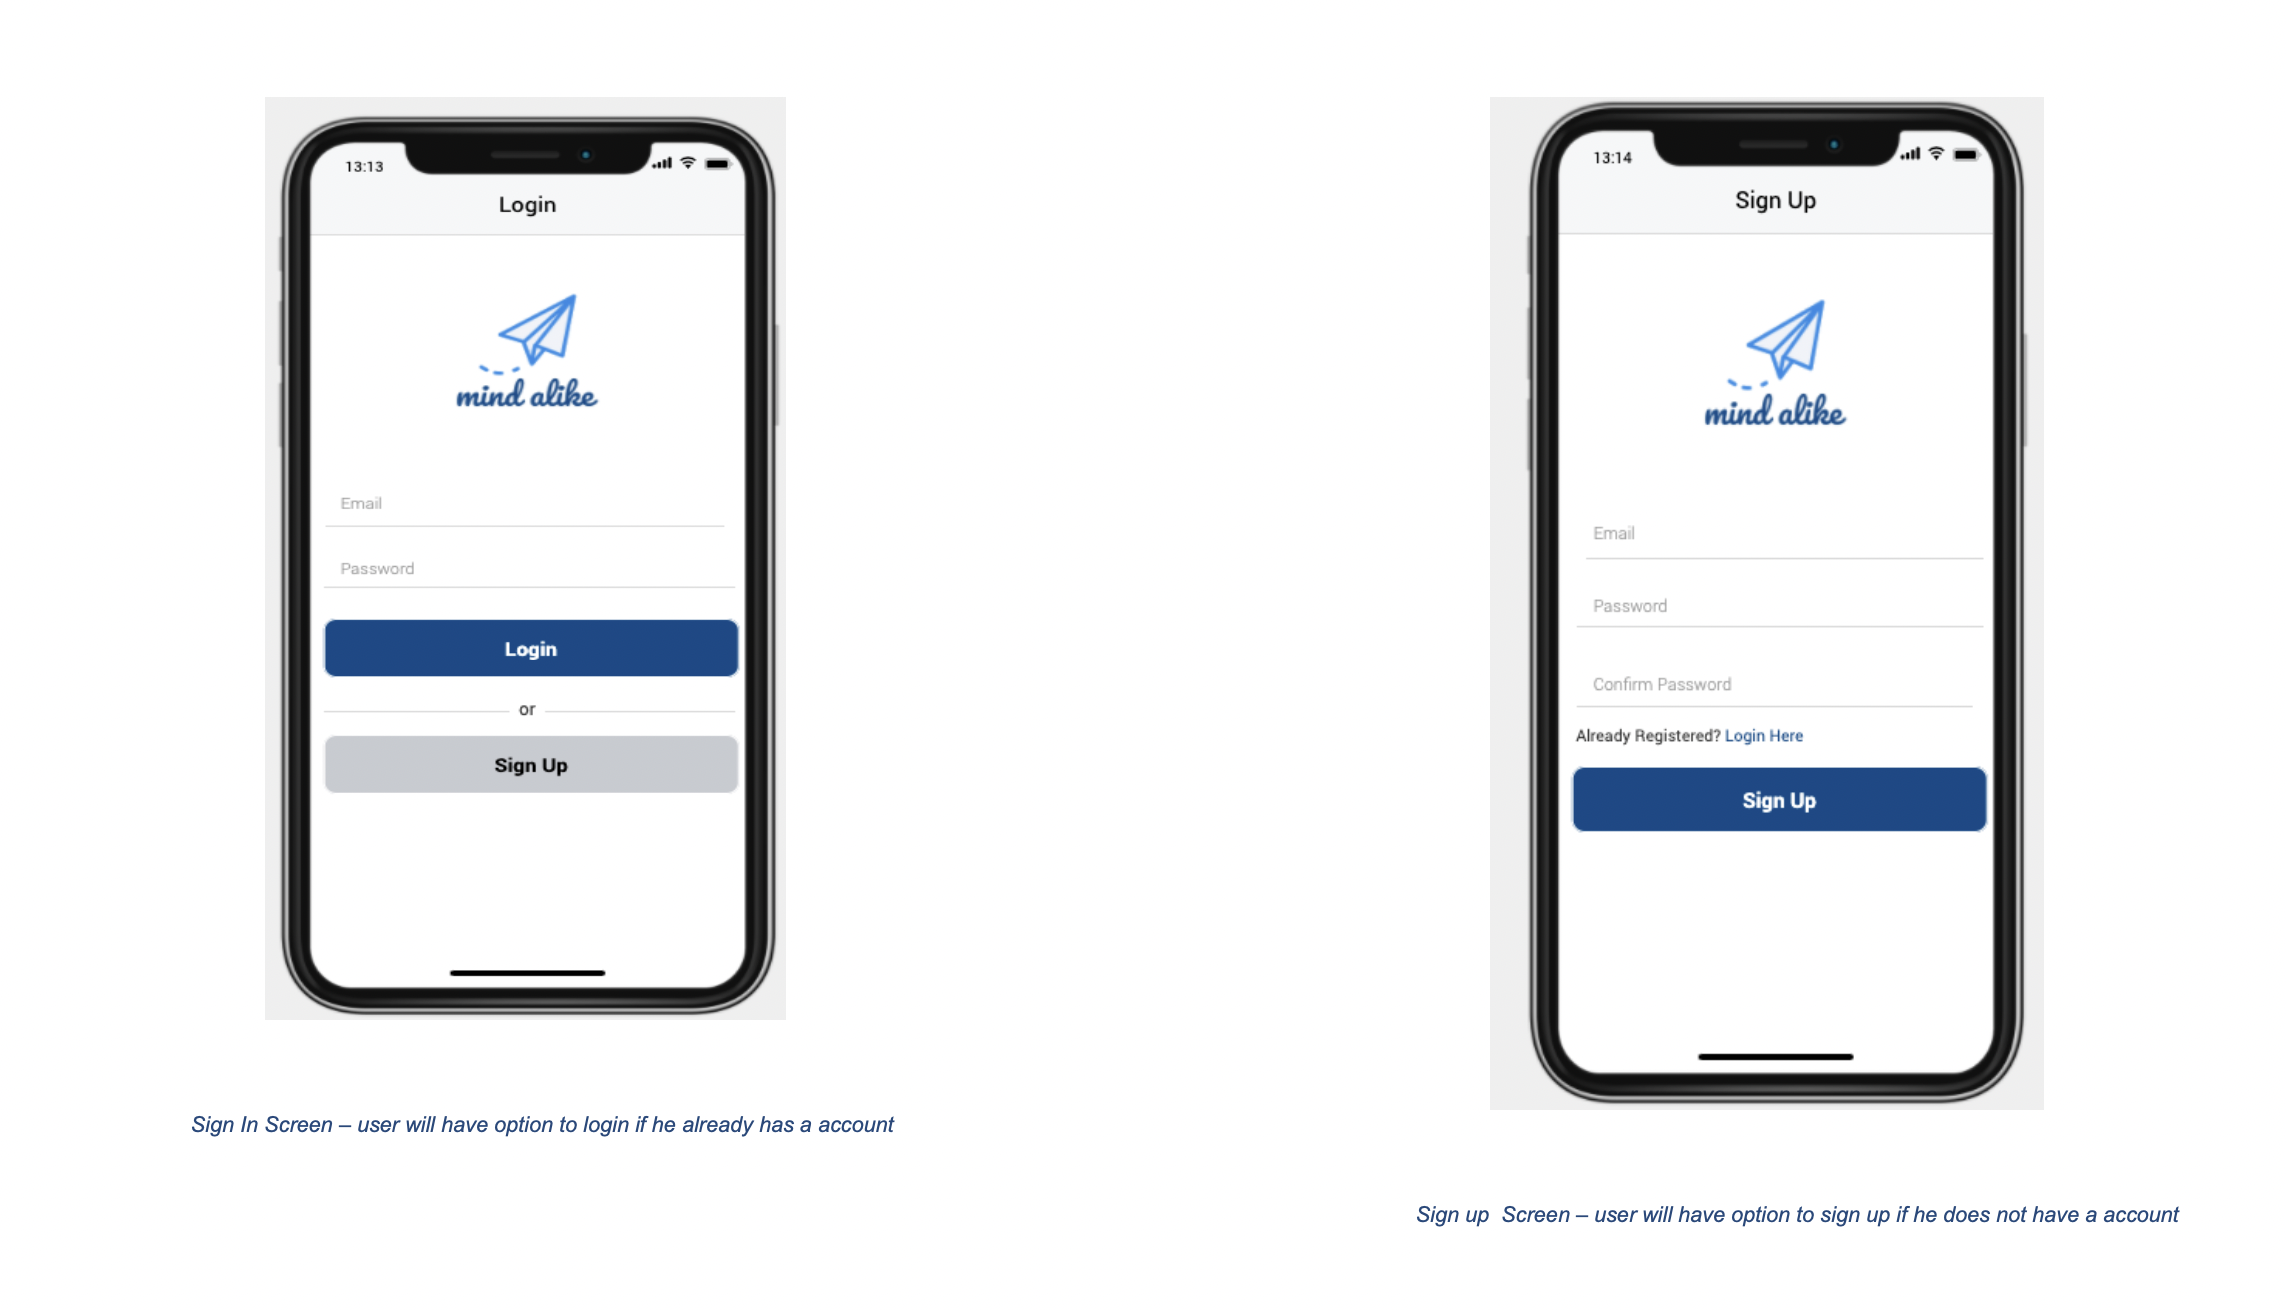 13:13
Login
mind alike
Email
Password
Login
or
Sign Up
Sign In Screen – user will have option to login if he already has a account
13:14
Sign Up
mind alike
Email
Password
Confirm Password
Already Registered? Login Here
Sign Up
Sign up  Screen – user will have option to sign up if he does not have a account